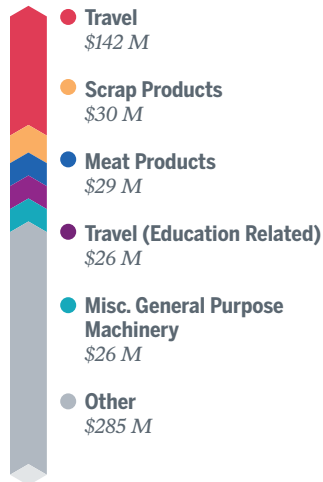 Travel
$142 M
Scrap Products
$30 M
Meat Products
$29 M
Travel (Education Related)
$26 M
Misc. General Purpose
Machinery
$26 M
Other
$285 M